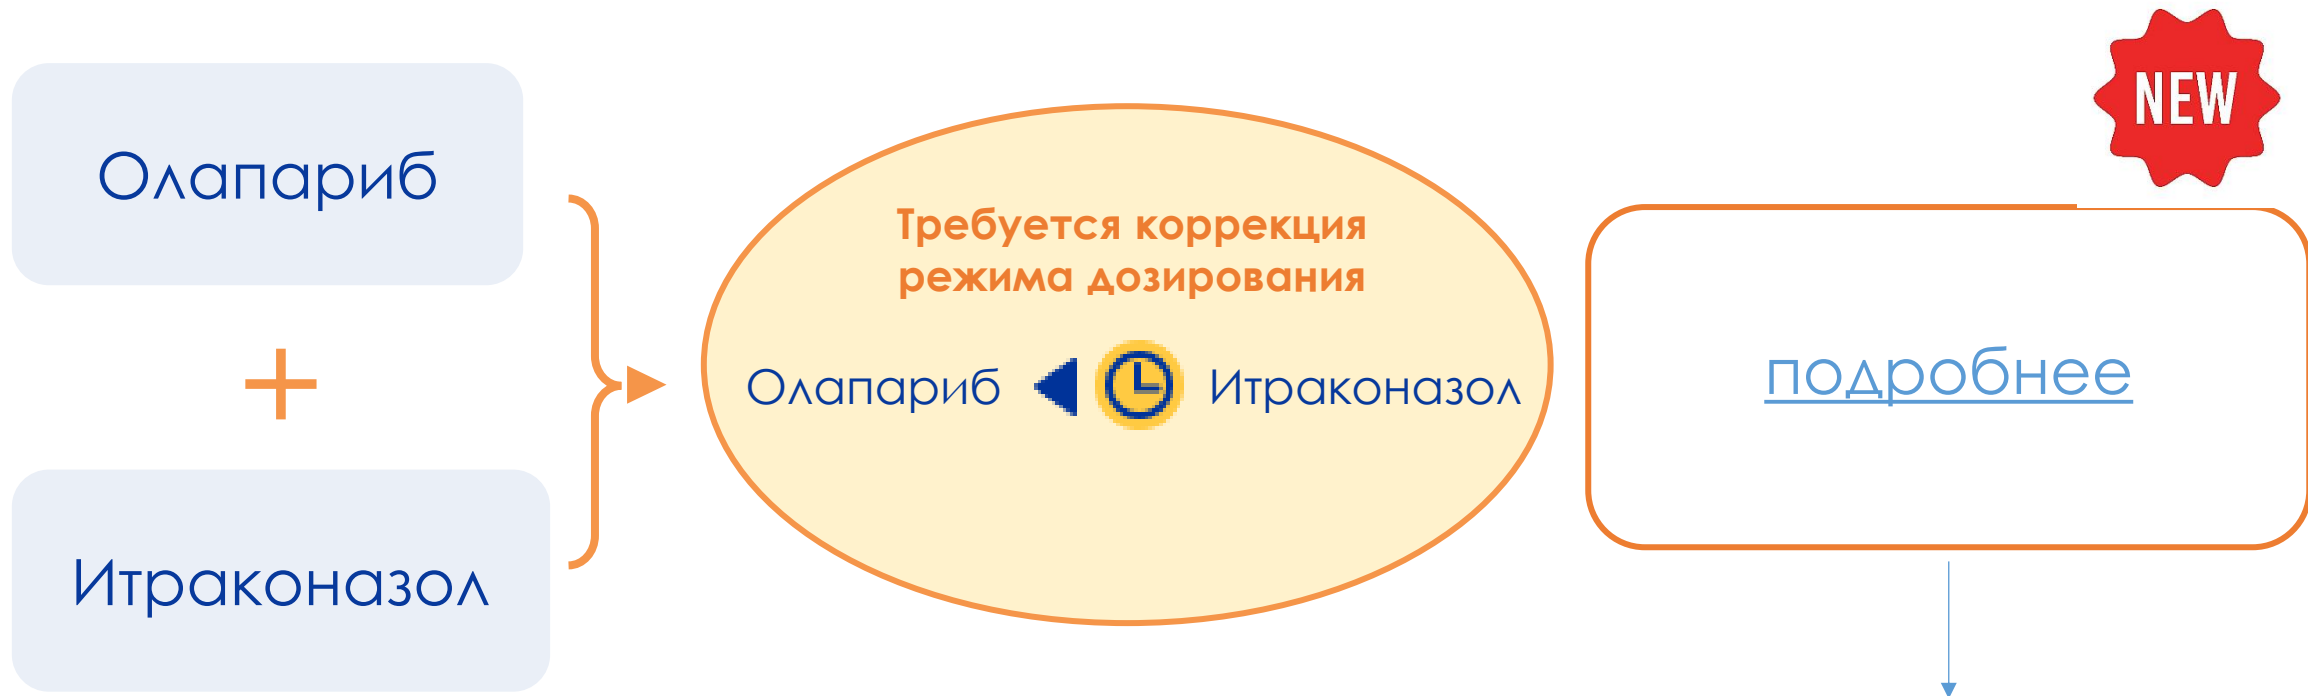 NEW
Олапариб
+
Итраконазол
Требуется коррекция
режима дозирования
Олапариб Итраконазол
подробнее